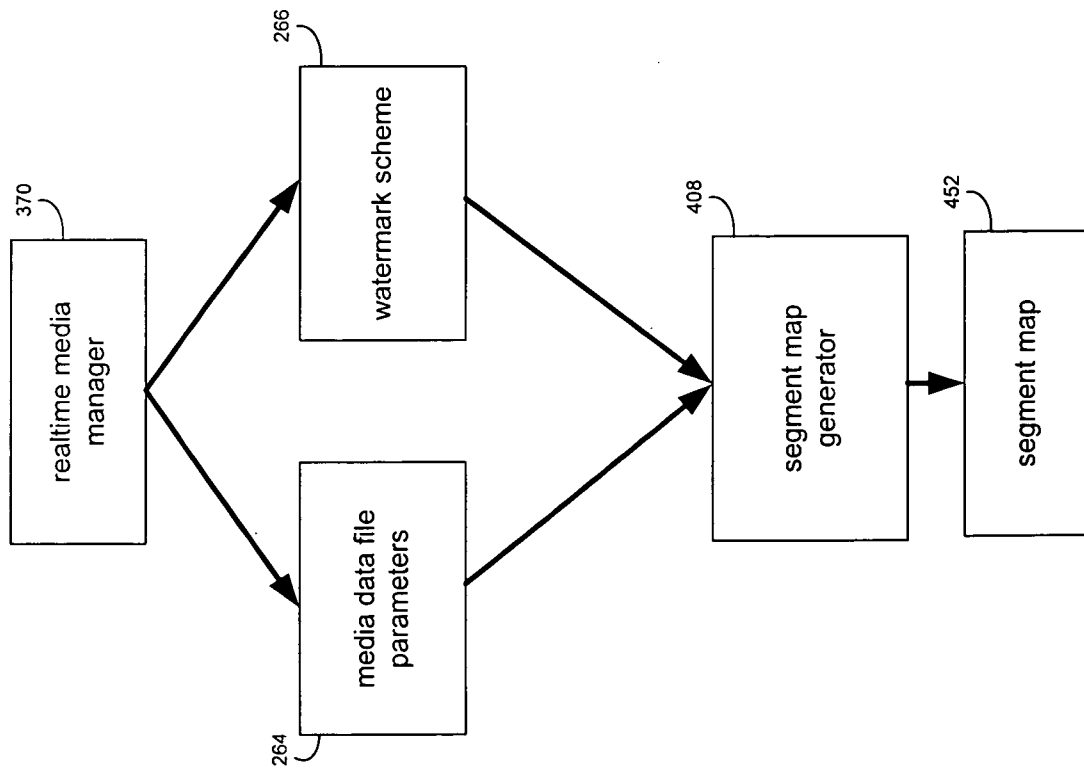 370
realtime media
manager
266
watermark scheme
264
media data file
parameters
408
segment map
generator
452
segment map